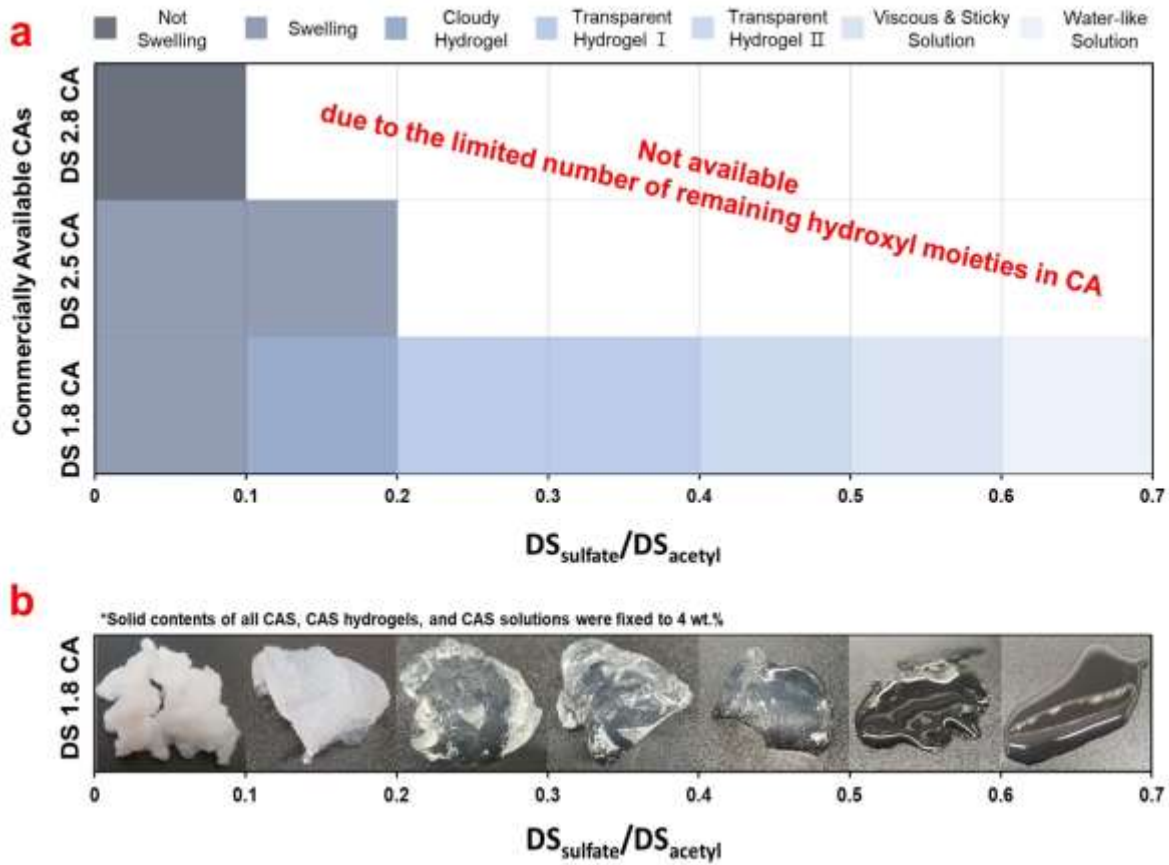 a
Not
Swelling
Swelling
Cloudy
Hydrogel
Transparent
Hydrogel Ⅰ
Transparent
Hydrogel Ⅱ
Viscous & Sticky
Solution
Water-like
Solution
Commercially Available CAs
DS 2.8 CA
DS 2.5 CA
DS 1.8 CA
Not available
due to the limited number of remaining hydroxyl moieties in CA
0 0.1 0.2 0.3 0.4 0.5 0.6 0.7
DSsulfate/DSacetyl
b
*Solid contents of all CAS, CAS hydrogels, and CAS solutions were fixed to 4 wt.%
DS 1.8 CA
0 0.1 0.2 0.3 0.4 0.5 0.6 0.7
DSsulfate/DSacetyl